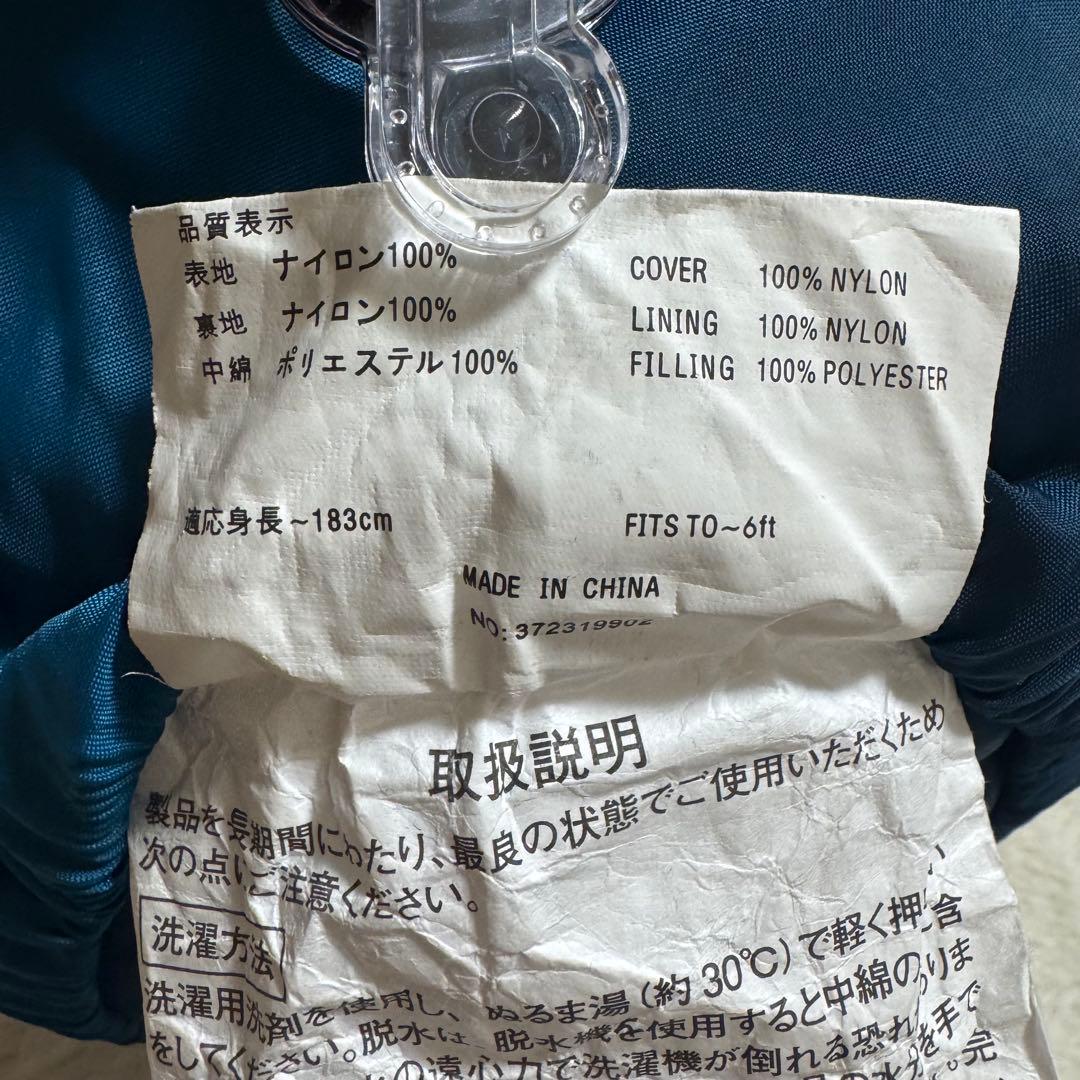 品質表示
表地 ナイロン100%
裏地 ナイロン100%
中綿 ポリエステル100%
COVER 100% NYLON
LINING 100% NYLON
FILLING 100% POLYESTER
適応身長～183cm
FITS TO～6ft
MADE IN CHINA
NO: 372319902
取扱説明
製品を長期間にわたり、最良の状態でご使用いただくため
次の点にご注意ください。
洗濯方法
洗濯用洗剤を使用し、ぬるま湯(約30℃)で軽く押
をしてください。脱水は、脱水機を使用すると中綿の
の遠心力で洗濯機が倒れる恐れ